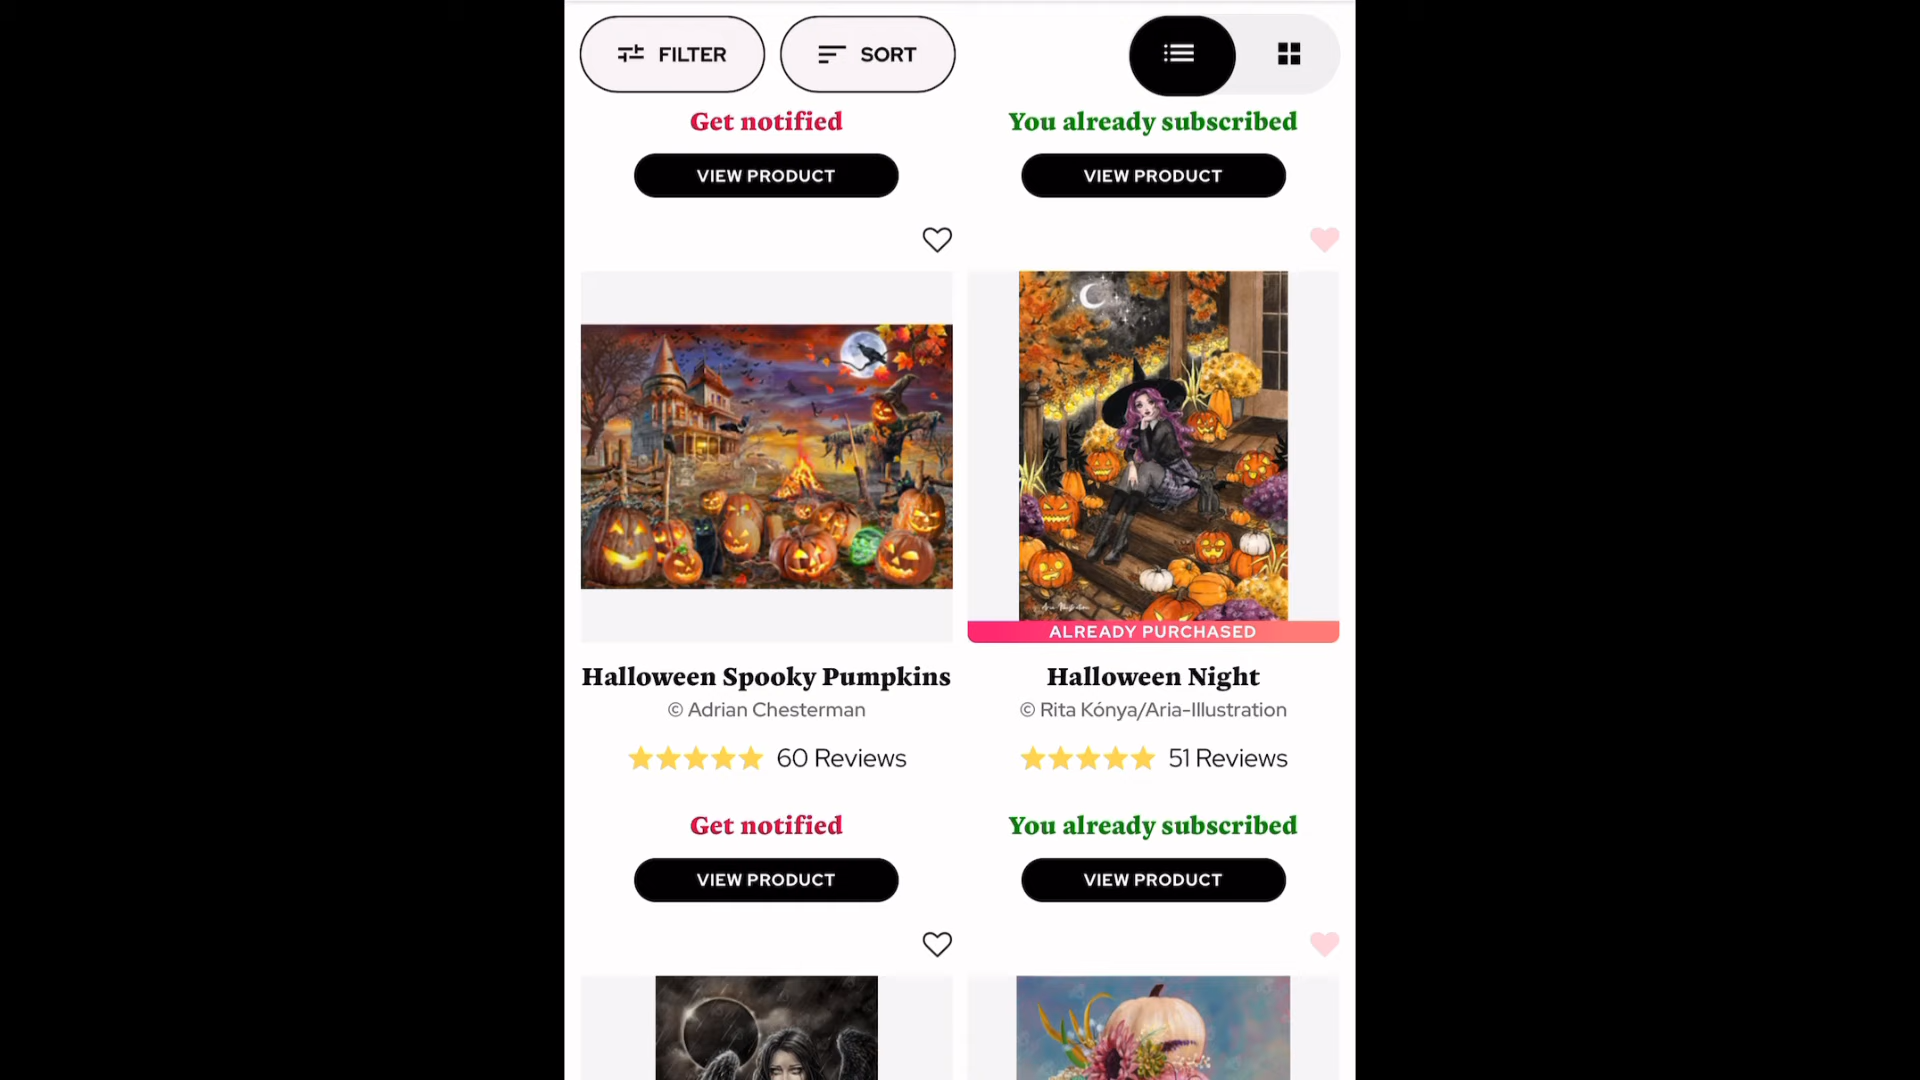 FILTER
SORT
Get notified
You already subscribed
VIEW PRODUCT
VIEW PRODUCT
ALREADY PURCHASED
Halloween Spooky Pumpkins
Halloween Night
© Adrian Chesterman
© Rita Kónya/Aria-Illustration
60 Reviews
51 Reviews
Get notified
You already subscribed
VIEW PRODUCT
VIEW PRODUCT